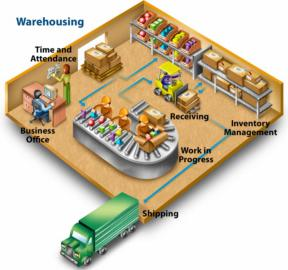 Warehousing
Time and
Attendance
Business
Office
Receiving
Inventory
Management
Work in
Progress
Shipping